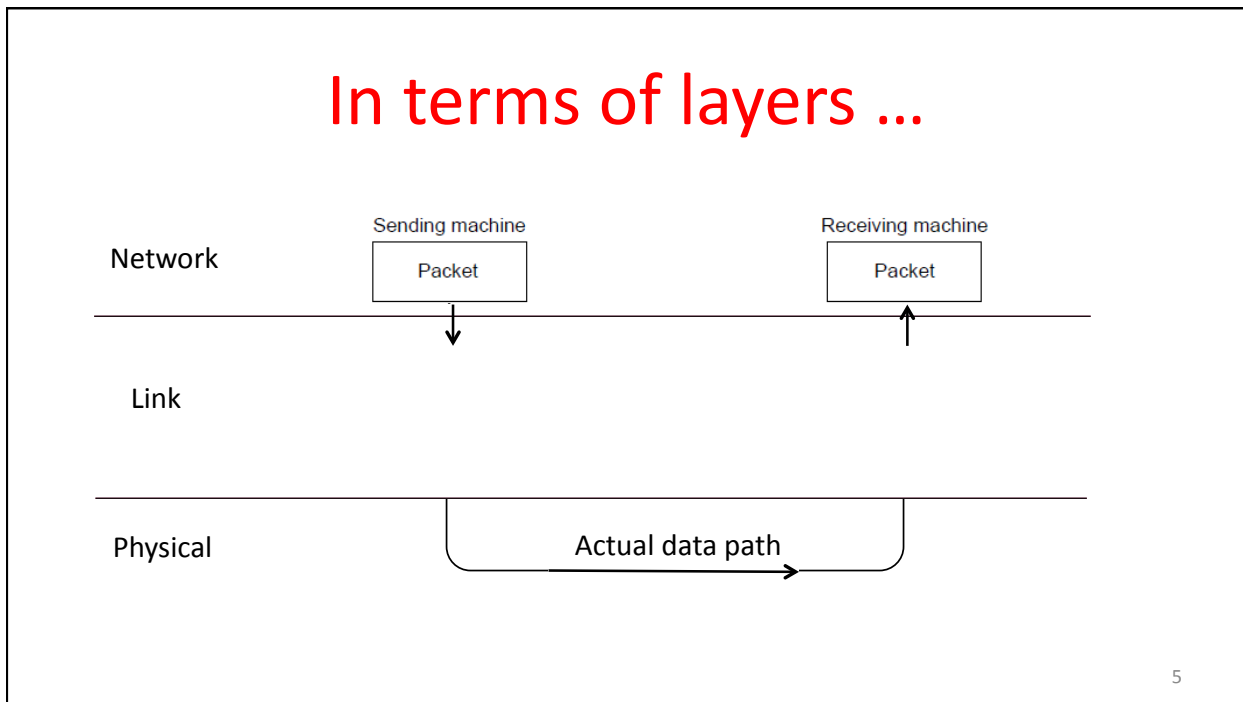 In terms of layers …
Sending machine
Receiving machine
Network
Packet
Packet
Link
Physical
Actual data path
5